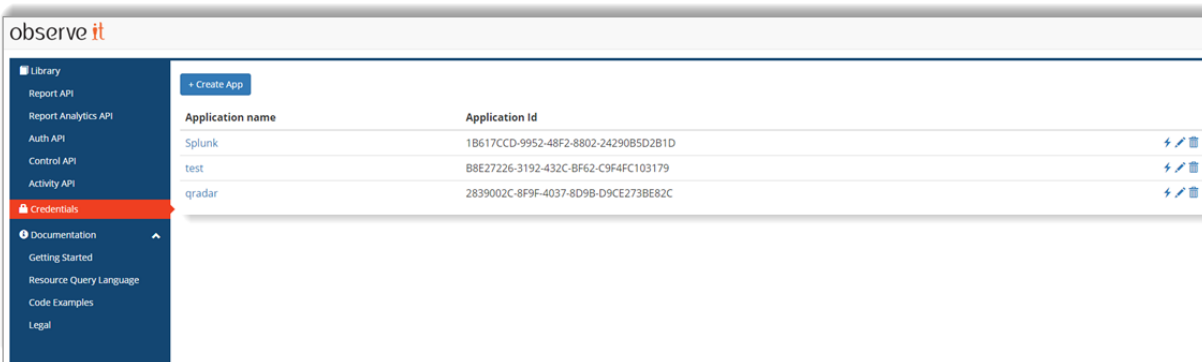 observe it
Library
Report API
Report Analytics API
Auth API
Control API
Activity API
Credentials
Documentation
Getting Started
Resource Query Language
Code Examples
Legal
+ Create App
Application name Application Id
Splunk 1B617CCD-9952-48F2-8802-24290B5D2B1D
test B8E27226-3192-432C-BF62-C9F4FC103179
qradar 2839002C-8F9F-4037-8D9B-D9CE273BE82C